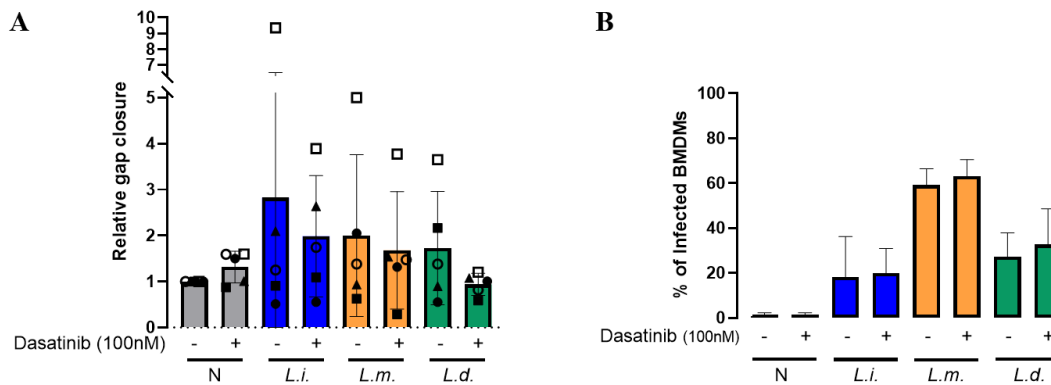 A
Relative gap closure
10
9
8
7
5
4
3
2
1
0
Dasatinib (100nM) - + - + - + - +
N L.i. L.m. L.d.
B
% of Infected BMDMs
100
80
60
40
20
0
Dasatinib (100nM) - + - + - + - +
N L.i. L.m. L.d.